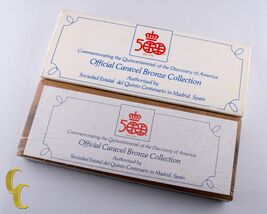 500
Commemorating the Quincentennial of the Discovery of America
Official Caravel Bronze Collection
Authorized by
Sociedad Estatal del Quinto Centenario in Madrid, Spain
500
Commemorating the Quincentennial of the Discovery of America
Official Caravel Bronze Collection
Authorized by
Sociedad Estatal del Quinto Centenario in Madrid, Spain